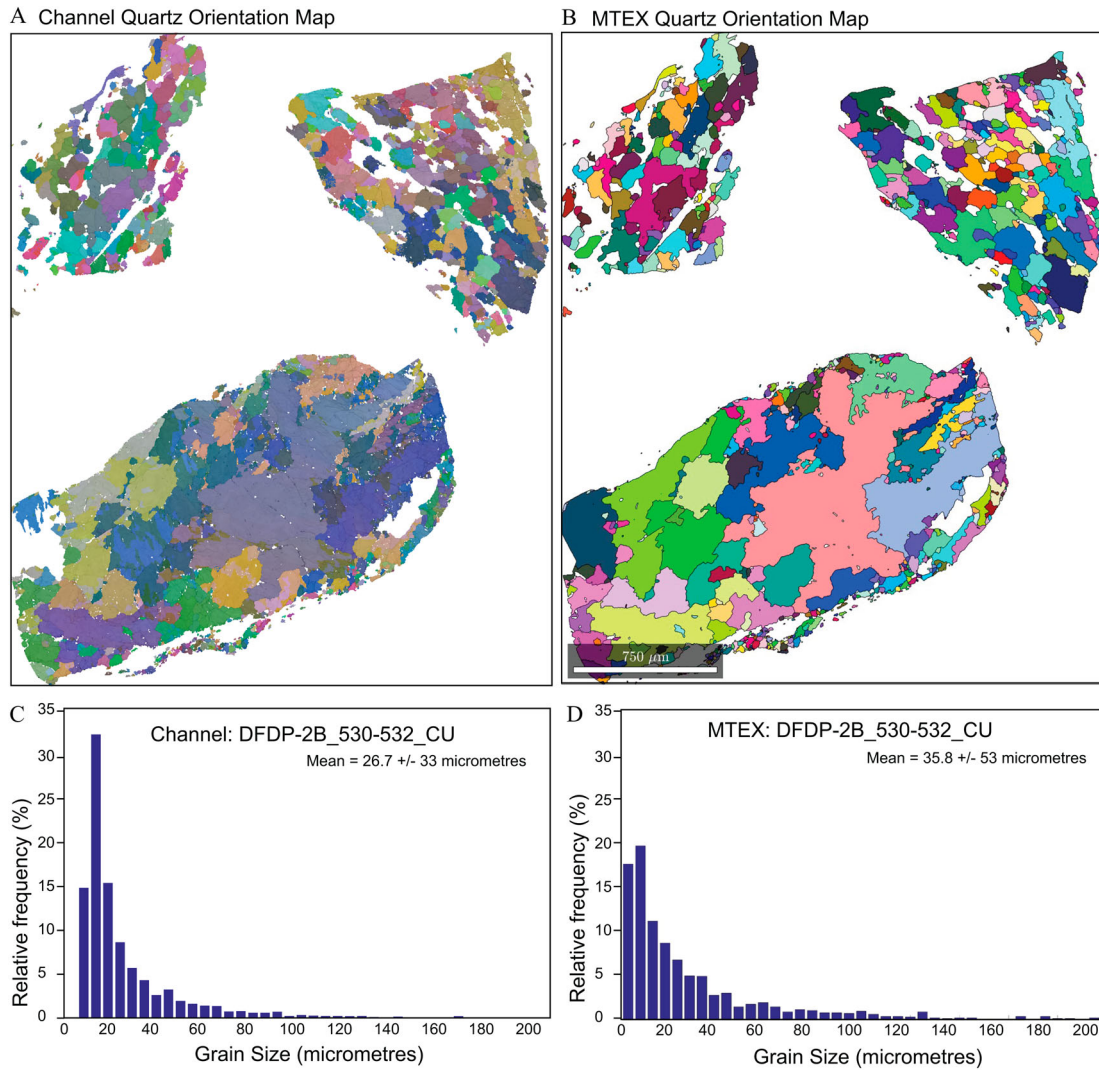 A Channel Quartz Orientation Map
B MTEX Quartz Orientation Map
750 μm
C
Channel: DFDP-2B_530-532_CU
Mean = 26.7 +/- 33 micrometres
Relative frequency (%)
35
30
25
20
15
10
5
0
0 20 40 60 80 100 120 140 160 180 200
Grain Size (micrometres)
D
MTEX: DFDP-2B_530-532_CU
Mean = 35.8 +/- 53 micrometres
Relative frequency (%)
35
30
25
20
15
10
5
0
0 20 40 60 80 100 120 140 160 180 200
Grain Size (micrometres)